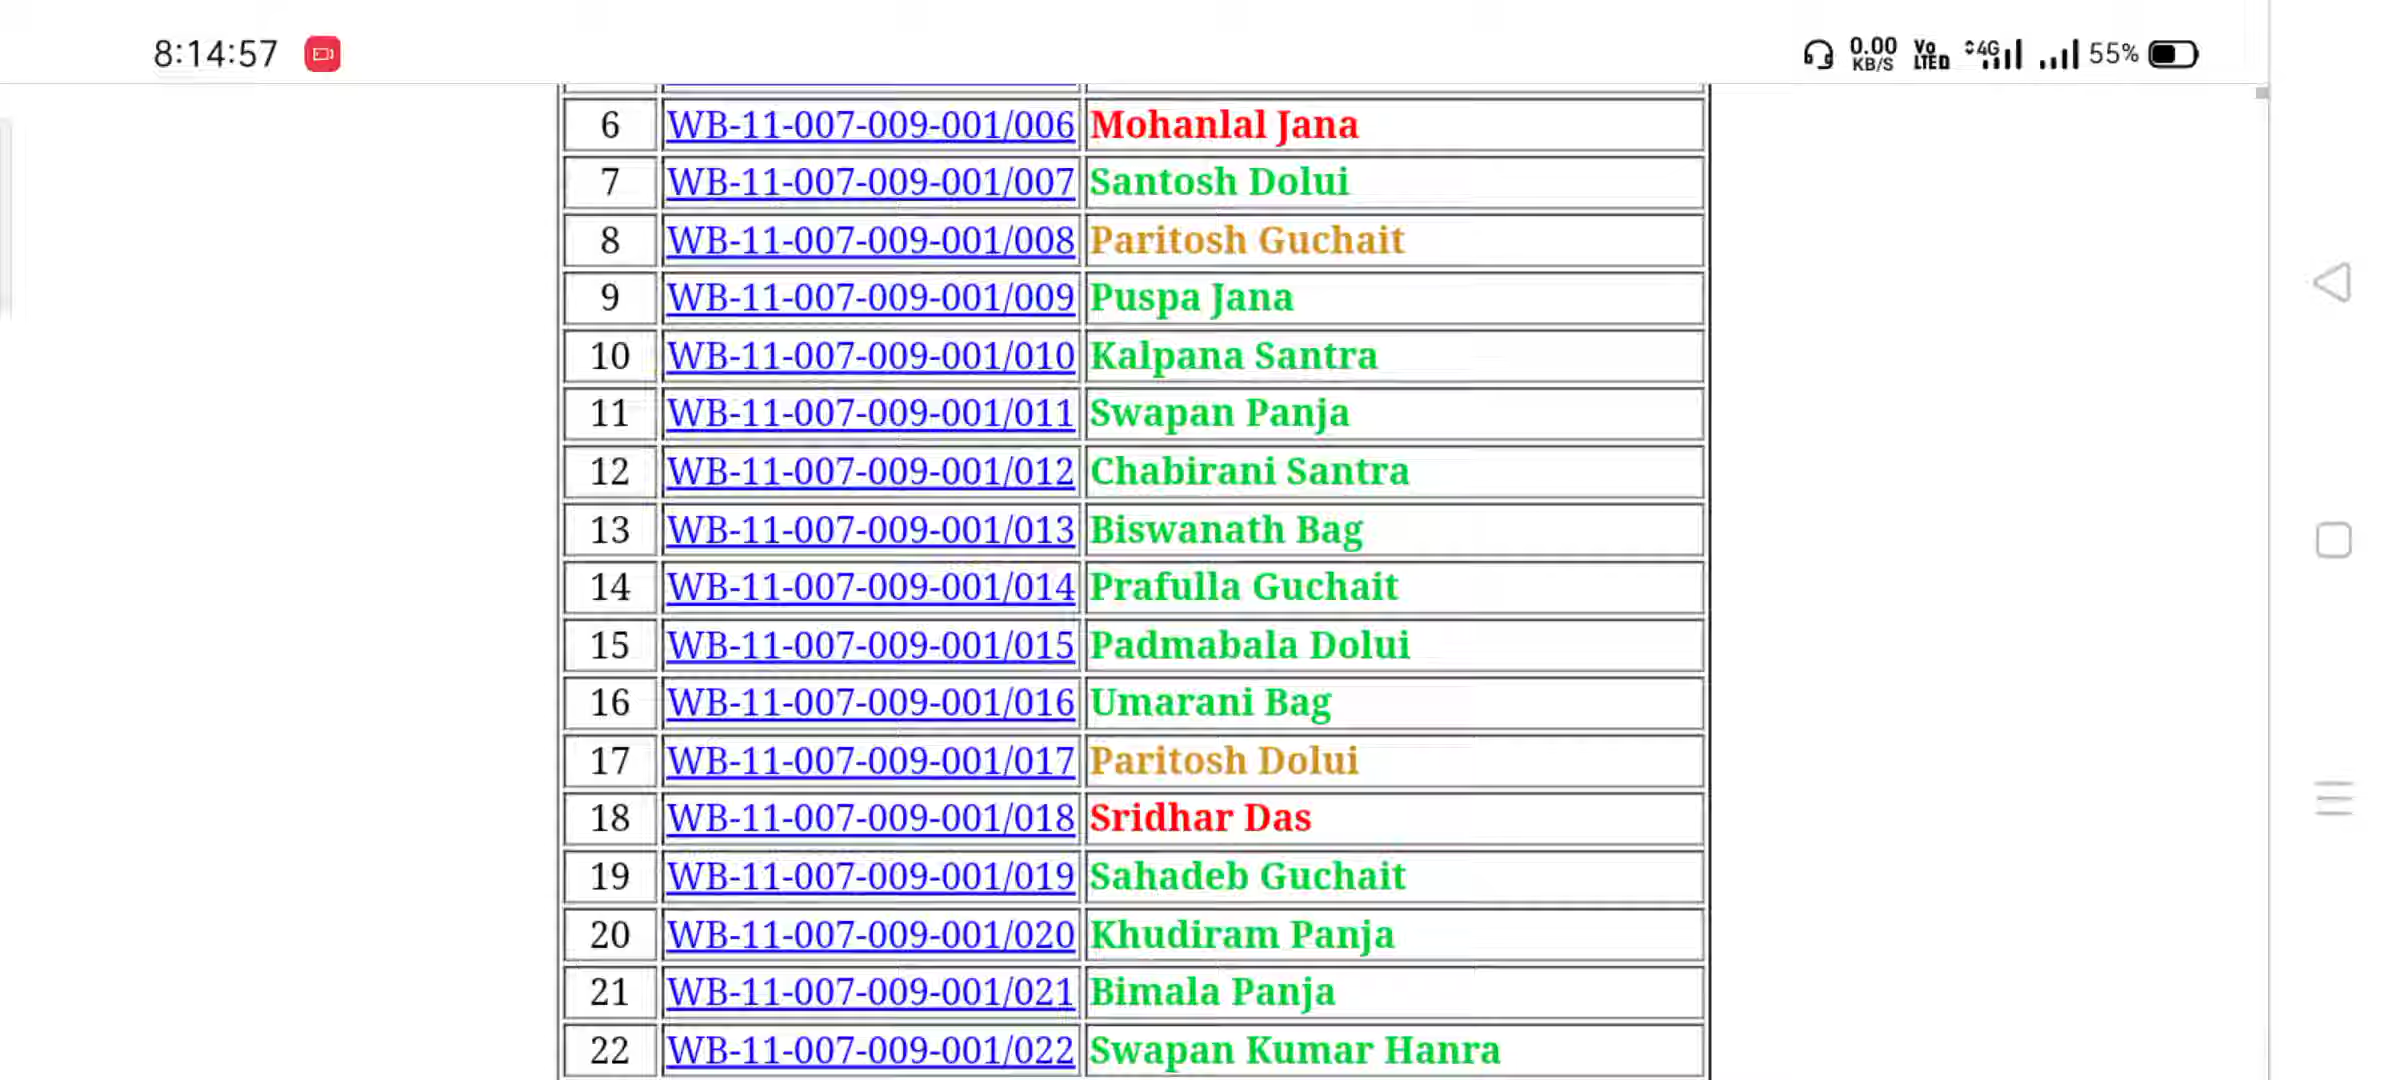 8:14:57 0.00 KB/S Vo LTE 4G 55%
6 WB-11-007-009-001/006 Mohanlal Jana
7 WB-11-007-009-001/007 Santosh Dolui
8 WB-11-007-009-001/008 Paritosh Guchait
9 WB-11-007-009-001/009 Puspa Jana
10 WB-11-007-009-001/010 Kalpana Santra
11 WB-11-007-009-001/011 Swapan Panja
12 WB-11-007-009-001/012 Chabirani Santra
13 WB-11-007-009-001/013 Biswanath Bag
14 WB-11-007-009-001/014 Prafulla Guchait
15 WB-11-007-009-001/015 Padmabala Dolui
16 WB-11-007-009-001/016 Umarani Bag
17 WB-11-007-009-001/017 Paritosh Dolui
18 WB-11-007-009-001/018 Sridhar Das
19 WB-11-007-009-001/019 Sahadeb Guchait
20 WB-11-007-009-001/020 Khudiram Panja
21 WB-11-007-009-001/021 Bimala Panja
22 WB-11-007-009-001/022 Swapan Kumar Hanra